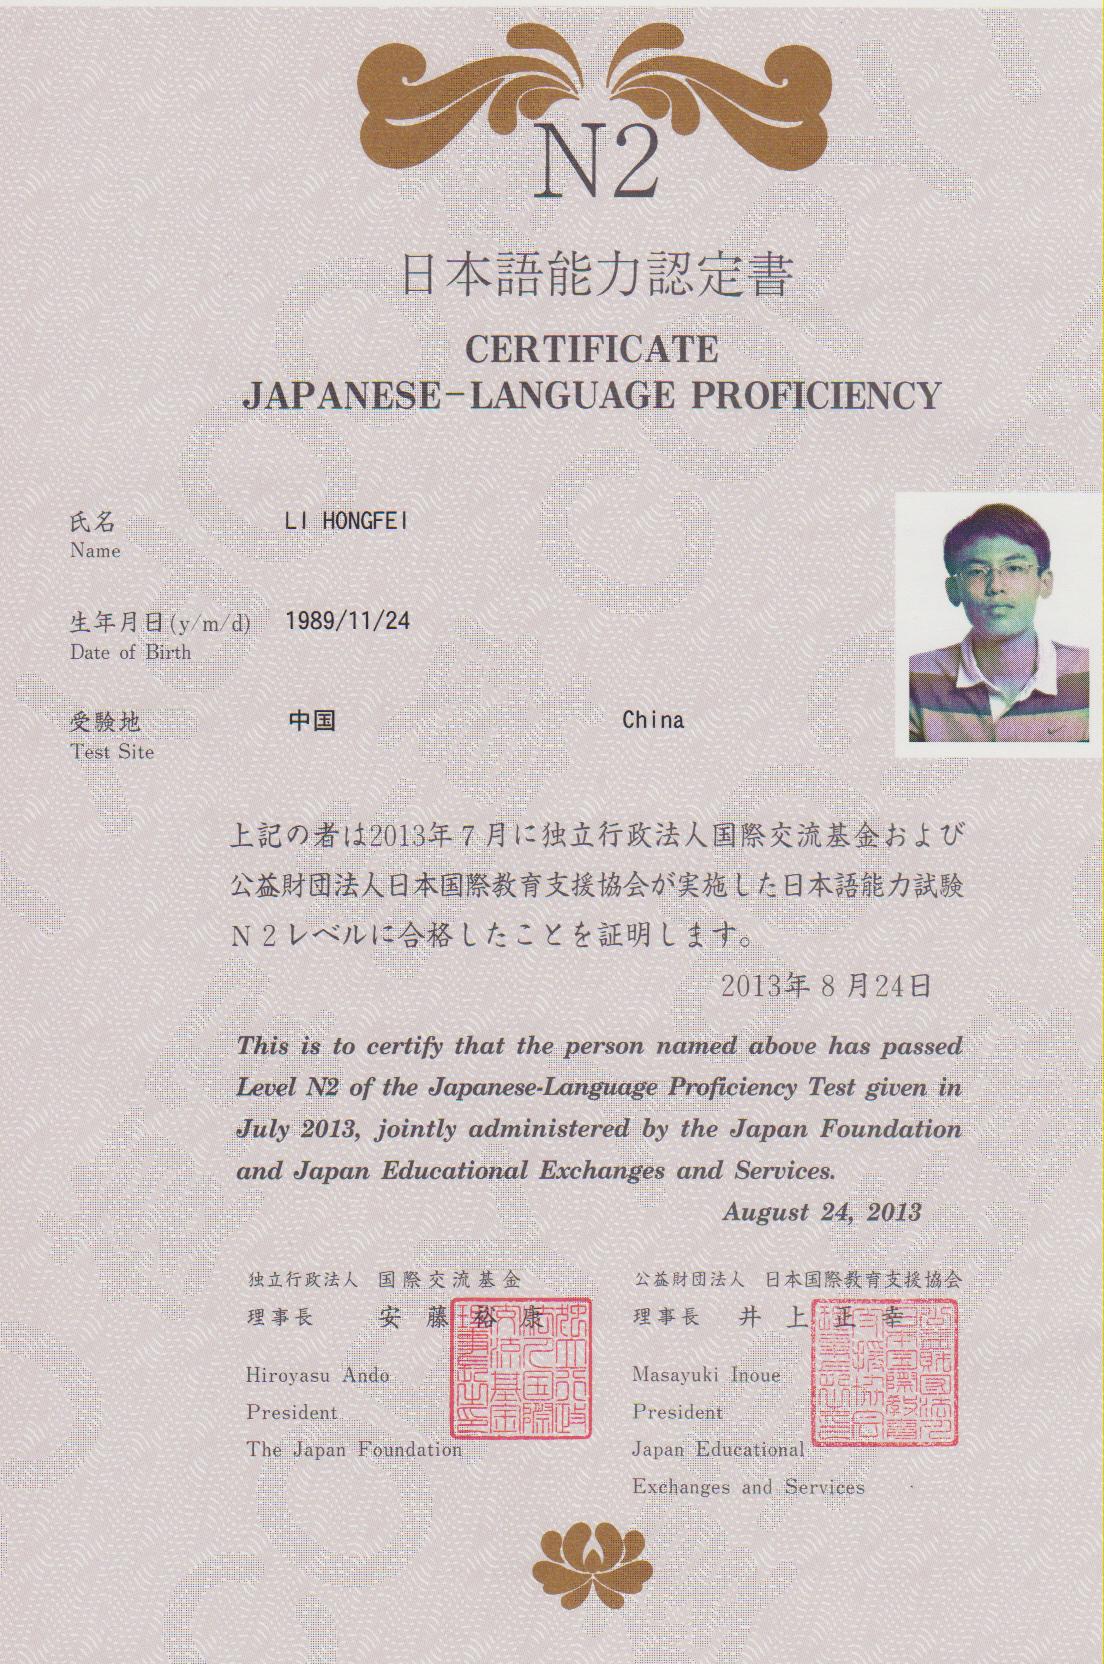 N2
日本語能力認定書
CERTIFICATE
JAPANESE-LANGUAGE PROFICIENCY
氏名 LI HONGFEI
Name
生年月日(y/m/d) 1989/11/24
Date of Birth
受験地 中国 China
Test Site
上記の者は2013年7月に独立行政法人国際交流基金および
公益財団法人日本国際教育支援協会が実施した日本語能力試験
N2レベルに合格したことを証明します。
2013年8月24日
This is to certify that the person named above has passed
Level N2 of the Japanese-Language Proficiency Test given in
July 2013, jointly administered by the Japan Foundation
and Japan Educational Exchanges and Services.
August 24, 2013
独立行政法人 国際交流基金
理事長 安藤裕康
Hiroyasu Ando
President
The Japan Foundation
公益財団法人 日本国際教育支援協会
理事長 井上正幸
Masayuki Inoue
President
Japan Educational
Exchanges and Services